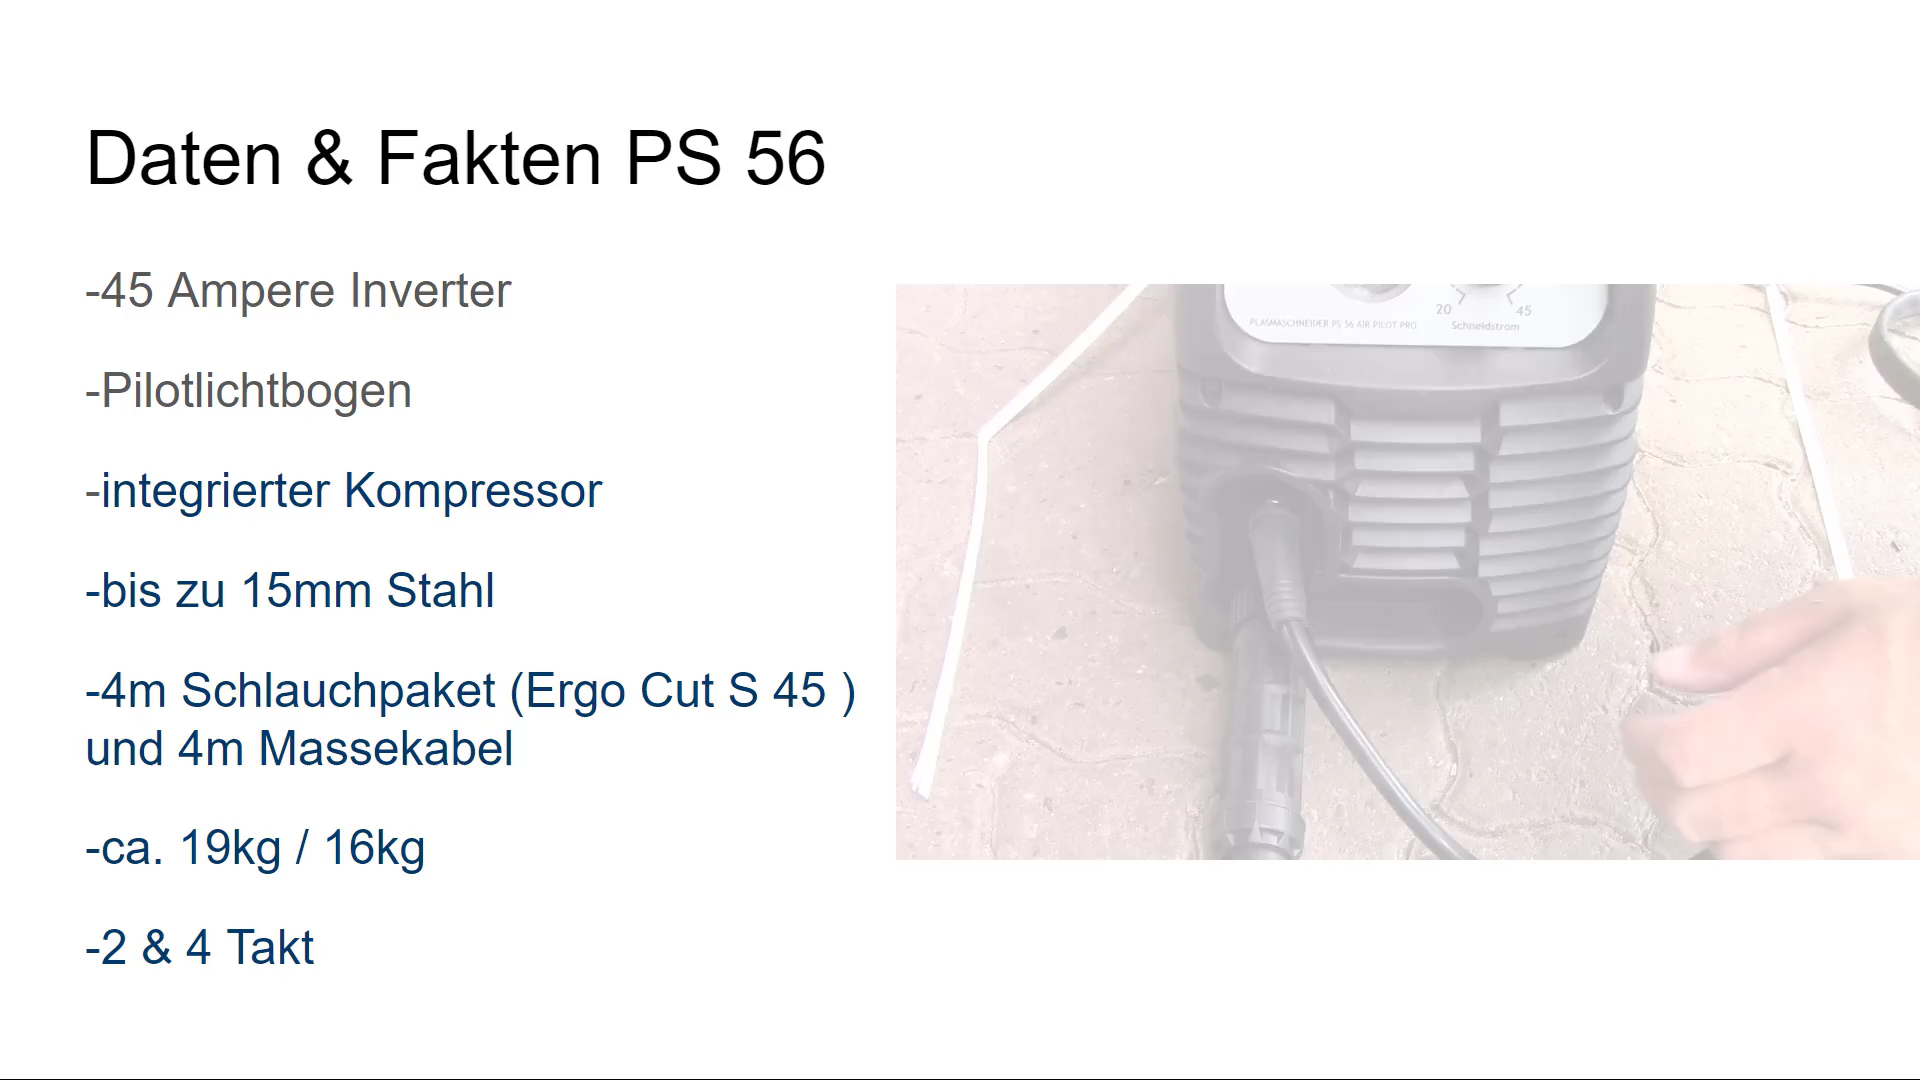 Daten & Fakten PS 56
-45 Ampere Inverter
-Pilotlichtbogen
-integrierter Kompressor
-bis zu 15mm Stahl
-4m Schlauchpaket (Ergo Cut S 45 )
und 4m Massekabel
-ca. 19kg / 16kg
-2 & 4 Takt
20 45
PLASMASCHNEIDER PS 56 AIR PILOT PRO
Schneidstrom